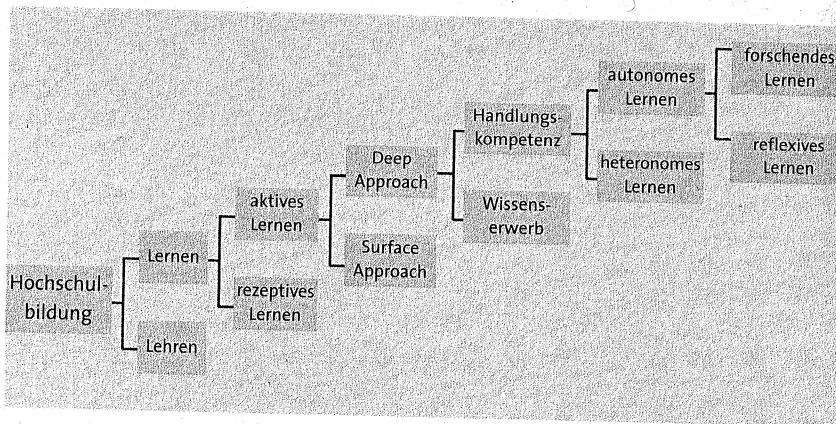 Hochschul-
bildung
Lernen
Lehren
aktives
Lernen
rezeptives
Lernen
Deep
Approach
Surface
Approach
Handlungs-
kompetenz
Wissens-
erwerb
autonomes
Lernen
heteronomes
Lernen
forschendes
Lernen
reflexives
Lernen